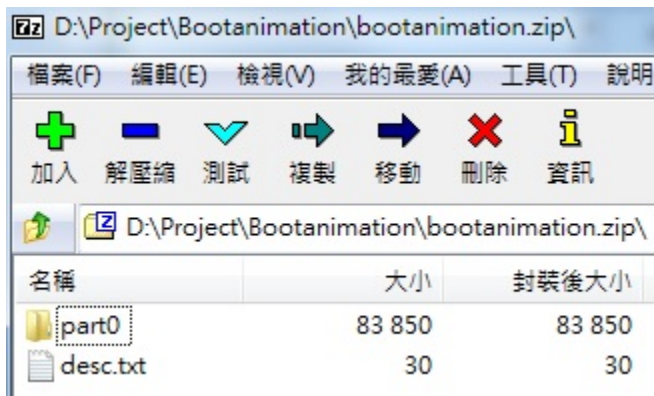 7z D:\Project\Bootanimation\bootanimation.zip\
檔案(F) 編輯(E) 檢視(V) 我的最愛(A) 工具(T) 說明
加入 解壓縮 測試 複製 移動 刪除 資訊
D:\Project\Bootanimation\bootanimation.zip\
名稱 大小 封裝後大小
part0 83 850 83 850
desc.txt 30 30